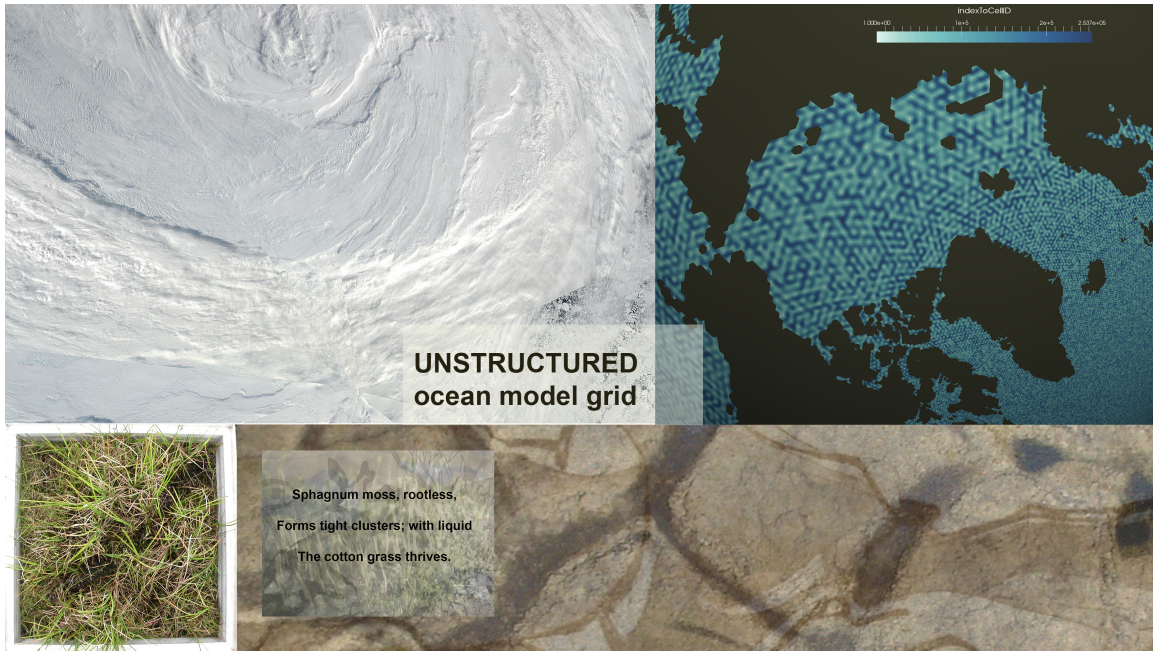 indexToCellID
1.000e+00 1e+5 2e+5 2.537e+05
UNSTRUCTURED
ocean model grid
Sphagnum moss, rootless,
Forms tight clusters; with liquid
The cotton grass thrives.